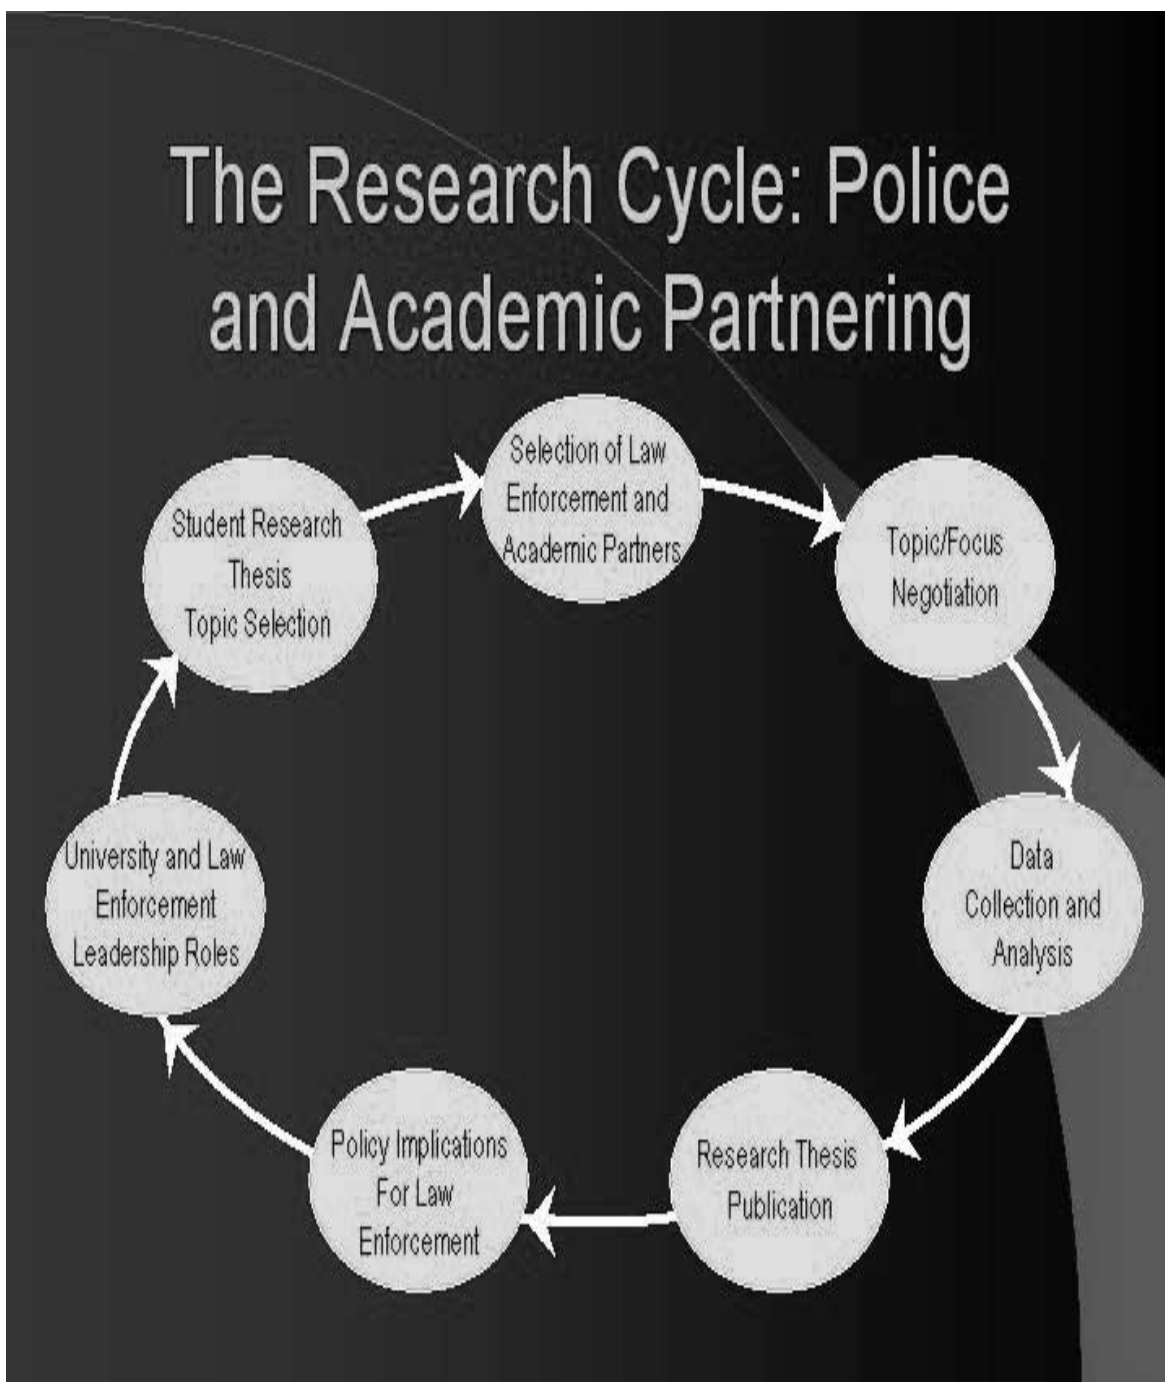 The Research Cycle: Police
and Academic Partnering
Selection of Law
Enforcement and
Academic Partners
Topic/Focus
Negotiation
Data
Collection and
Analysis
Research Thesis
Publication
Policy Implications
For Law
Enforcement
University and Law
Enforcement
Leadership Roles
Student Research
Thesis
Topic Selection